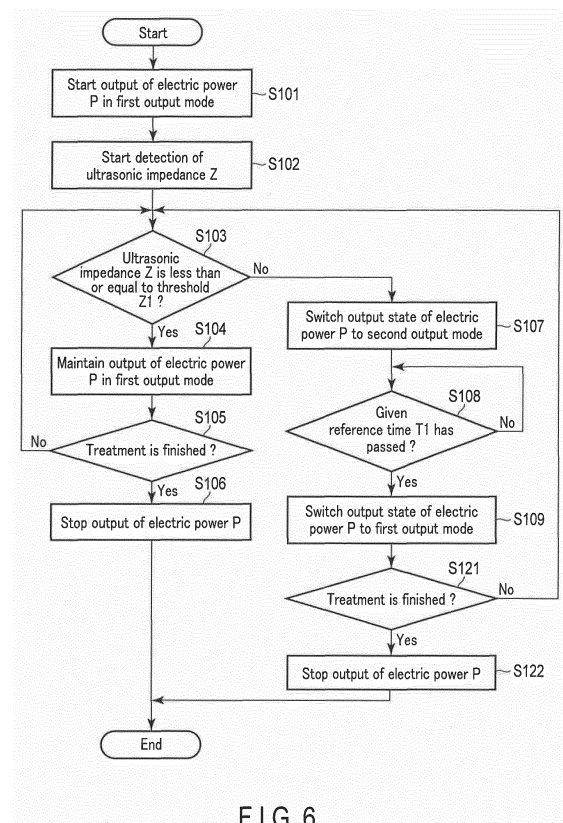 Start
Start output of electric power
P in first output mode
S101
Start detection of
ultrasonic impedance Z
S102
S103
Ultrasonic
impedance Z is less than
or equal to threshold
Z1 ?
No
Yes
S104
Maintain output of electric power
P in first output mode
S105
Treatment is finished ?
No
Yes
S106
Stop output of electric power P
Switch output state of electric
power P to second output mode
S107
S108
Given
reference time T1 has
passed ?
No
Yes
Switch output state of electric
power P to first output mode
S109
S121
Treatment is finished ?
No
Yes
Stop output of electric power P
S122
End
FIG. 6